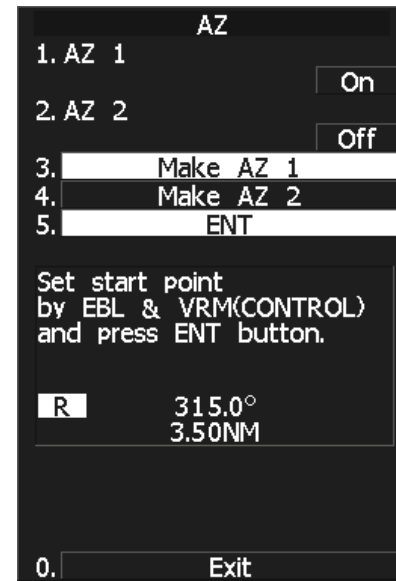 AZ
1. AZ 1
On
2. AZ 2
Off
3. Make AZ 1
4. Make AZ 2
5. ENT
Set start point
by EBL & VRM(CONTROL)
and press ENT button.
R 315.0°
3.50NM
0. Exit